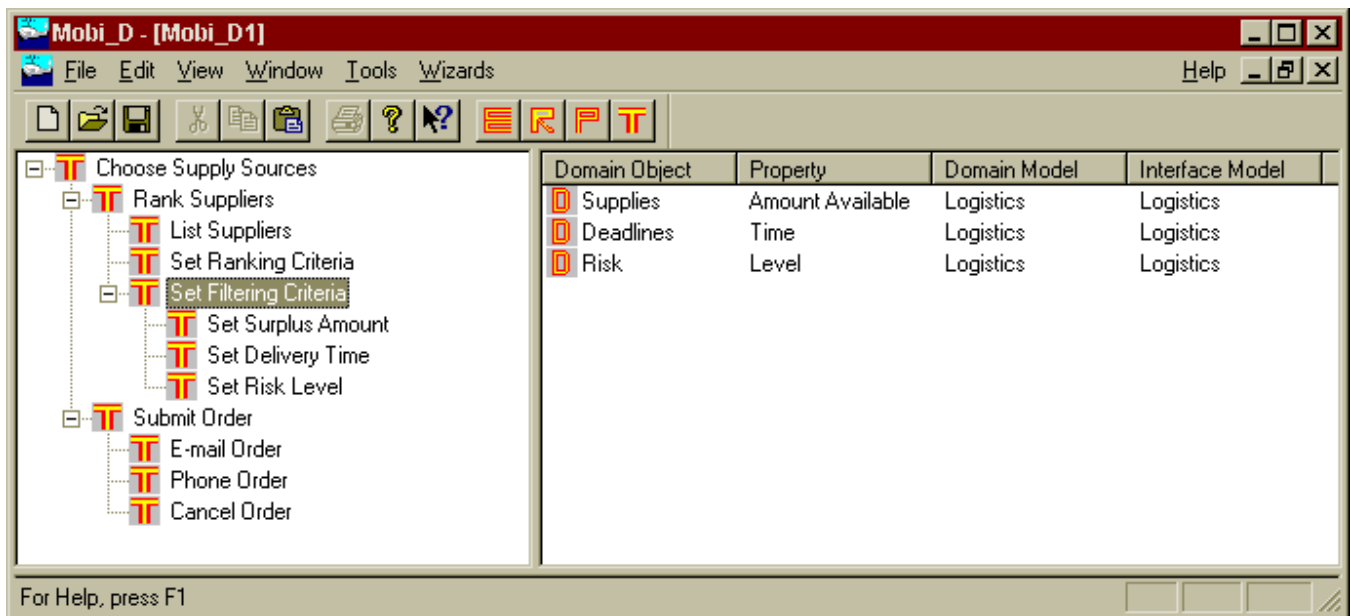 Mobi_D - [Mobi_D1]
File Edit View Window Tools Wizards Help
E R P T
Choose Supply Sources
Rank Suppliers
List Suppliers
Set Ranking Criteria
Set Filtering Criteria
Set Surplus Amount
Set Delivery Time
Set Risk Level
Submit Order
E-mail Order
Phone Order
Cancel Order
Domain Object Property Domain Model Interface Model
D Supplies Amount Available Logistics Logistics
D Deadlines Time Logistics Logistics
D Risk Level Logistics Logistics
For Help, press F1